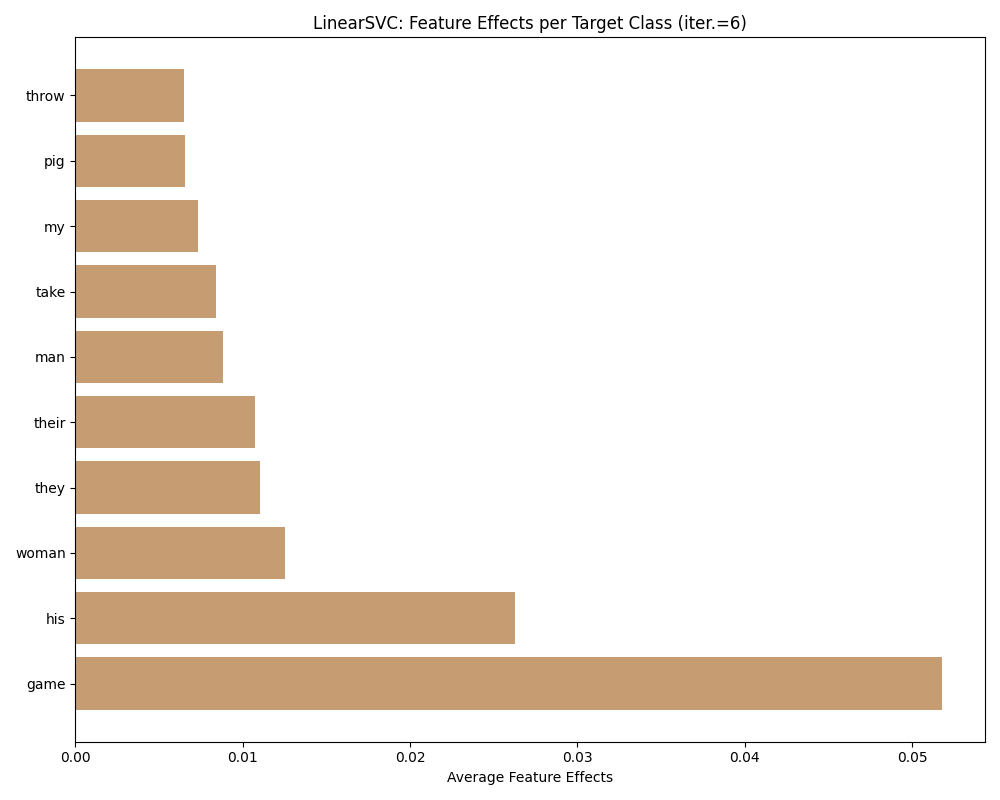 LinearSVC: Feature Effects per Target Class (iter.=6)
throw
pig
my
take
man
their
they
woman
his
game
0.00 0.01 0.02 0.03 0.04 0.05
Average Feature Effects